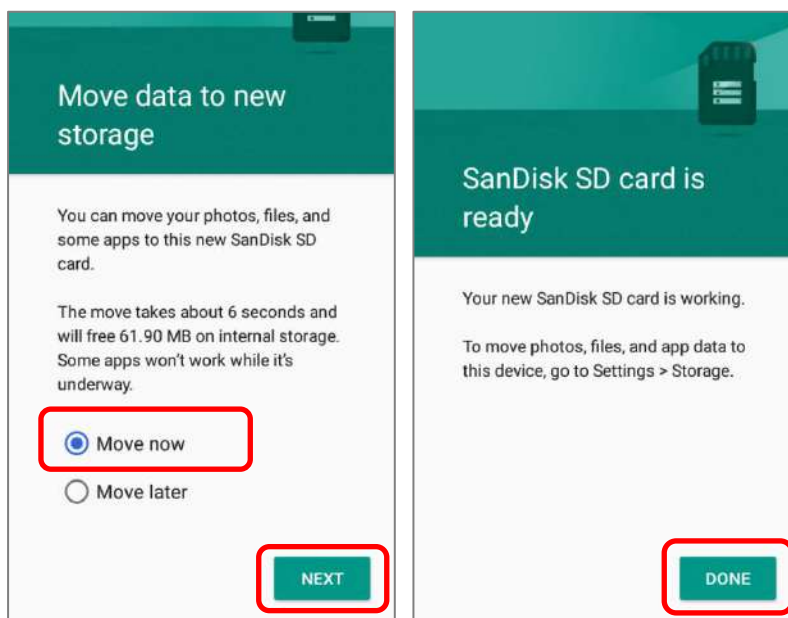 Move data to new
storage
You can move your photos, files, and
some apps to this new SanDisk SD
card.
The move takes about 6 seconds and
will free 61.90 MB on internal storage.
Some apps won't work while it's
underway.
Move now
Move later
NEXT
SanDisk SD card is
ready
Your new SanDisk SD card is working.
To move photos, files, and app data to
this device, go to Settings > Storage.
DONE